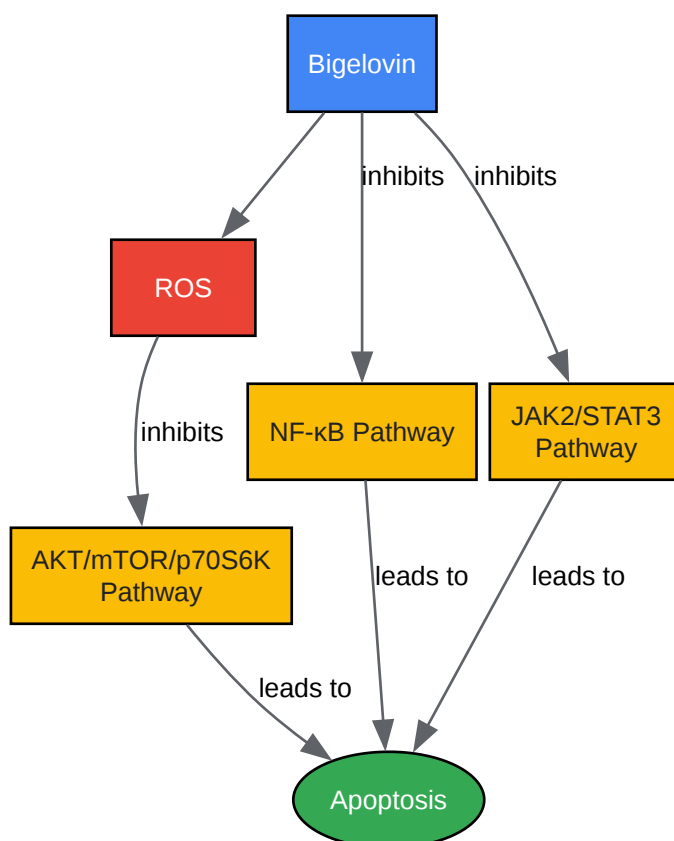 Bigelovin
inhibits
inhibits
ROS
inhibits
NF-κB Pathway
JAK2/STAT3
Pathway
AKT/mTOR/p70S6K
Pathway
leads to
leads to
leads to
Apoptosis